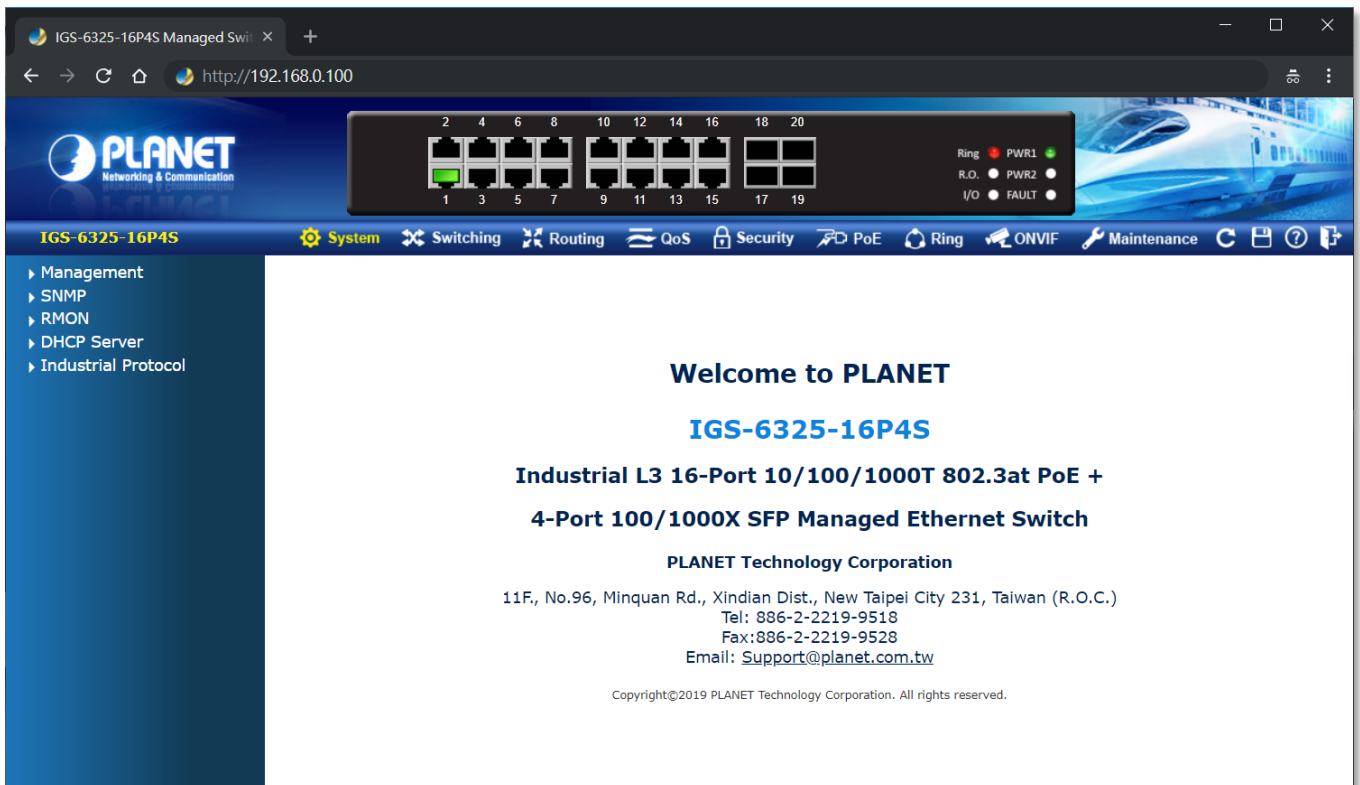 IGS-6325-16P4S Managed Swit
http://192.168.0.100
PLANET
Networking & Communication
2 4 6 8 10 12 14 16 18 20
1 3 5 7 9 11 13 15 17 19
Ring PWR1
R.O. PWR2
I/O FAULT
IGS-6325-16P4S System Switching Routing QoS Security PoE Ring ONVIF Maintenance
Management
SNMP
RMON
DHCP Server
Industrial Protocol
Welcome to PLANET
IGS-6325-16P4S
Industrial L3 16-Port 10/100/1000T 802.3at PoE +
4-Port 100/1000X SFP Managed Ethernet Switch
PLANET Technology Corporation
11F., No.96, Minquan Rd., Xindian Dist., New Taipei City 231, Taiwan (R.O.C.)
Tel: 886-2-2219-9518
Fax:886-2-2219-9528
Email: Support@planet.com.tw
Copyright©2019 PLANET Technology Corporation. All rights reserved.